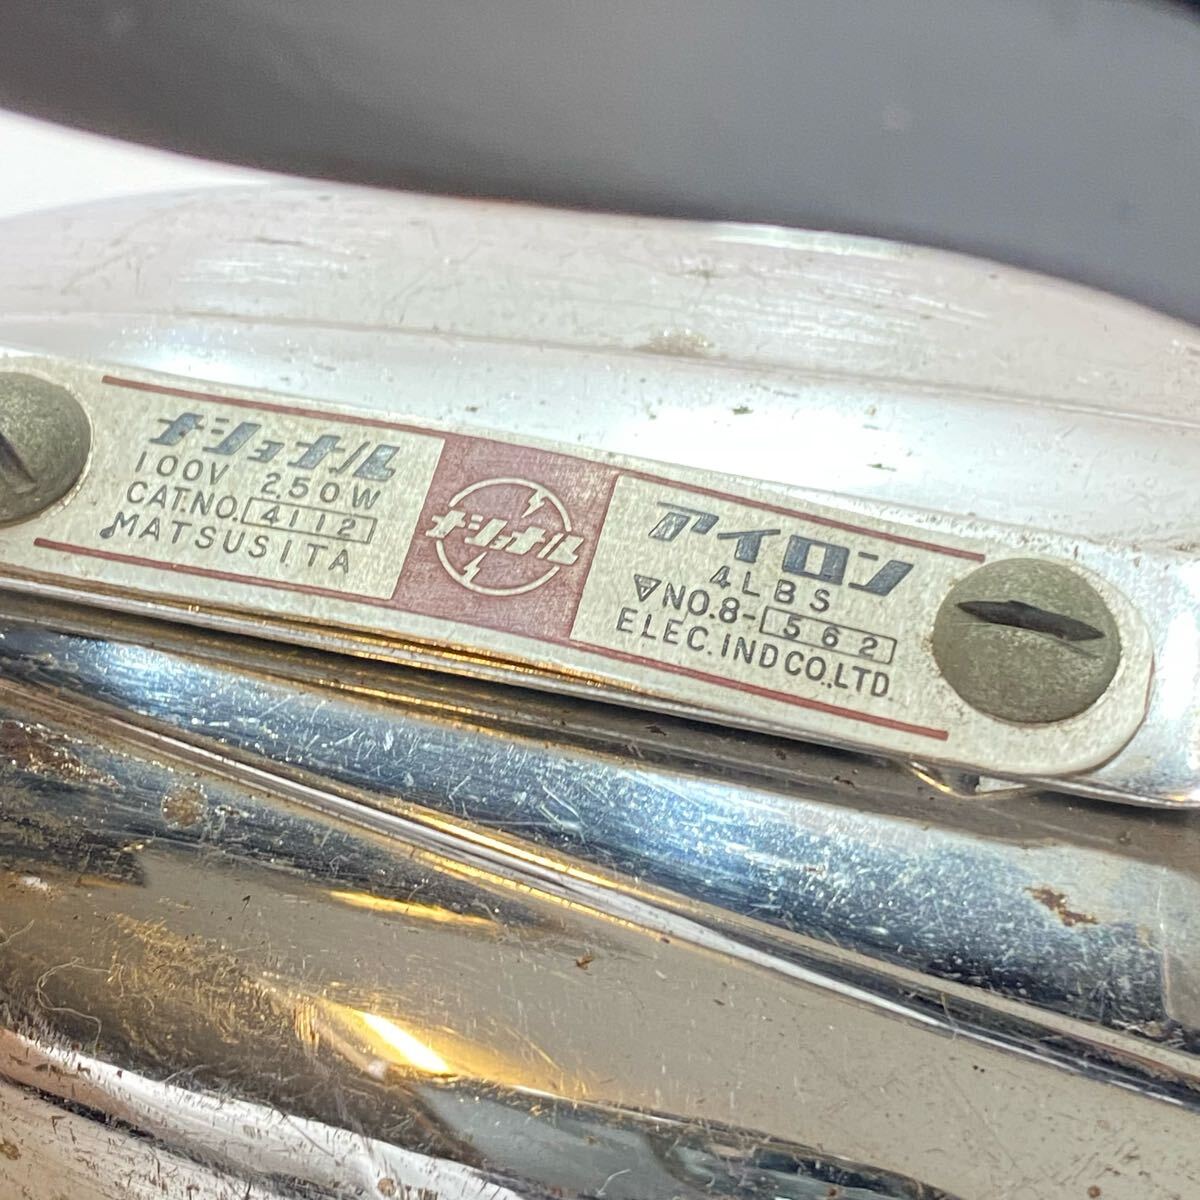 ナショナル
100V 250W
CAT.NO. 4112
MATSUSITA
ナショナル
アイロン
4LBS
▽NO.8-562
ELEC.IND CO.,LTD